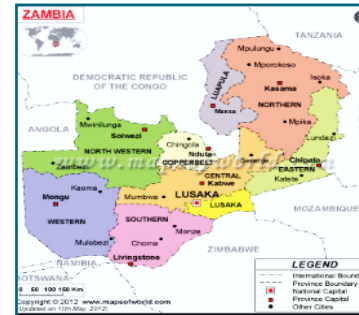 ZAMBIA
TANZANIA
Mpulungu
Mporokoso
Isoka
DEMOCRATIC REPUBLIC
OF THE CONGO
LUAPULA
Kasama
NORTHERN
Mansa
Mpika
ANGOLA
Mwinilunga
Solwezi
Chingola
Lundazi
NORTH WESTERN
Ndola
COPPERBELT
Serenje
Chipata
EASTERN
Zambezi
CENTRAL
Kabwe
Katete
Kaoma
Mumbwa
LUSAKA
LUSAKA
MOZAMBIQUE
Mongu
WESTERN
SOUTHERN
Monze
Mulobezi
Choma
ZIMBABWE
Livingstone
NAMIBIA
BOTSWANA
0 50 100 150 Km
LEGEND
International Bound
Province Boundary
National Capital
Province Capital
Other Cities
Copyright © 2012 www.mapsofworld.com
(Updated on 11th May, 2012)